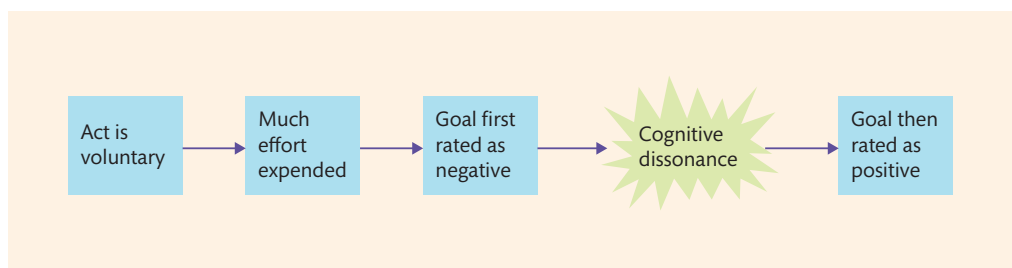 Act is
voluntary
Much
effort
expended
Goal first
rated as
negative
Cognitive
dissonance
Goal then
rated as
positive